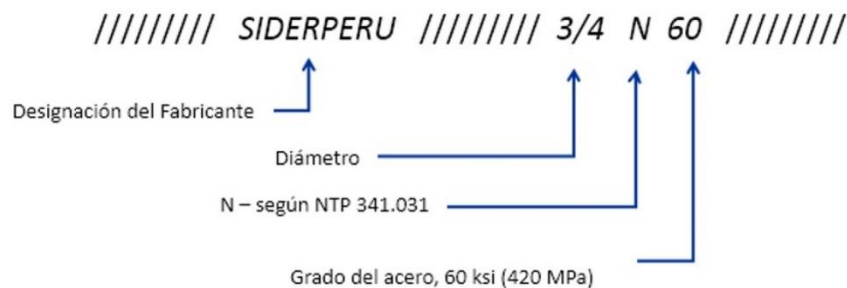 ///////// SIDERPERU ///////// 3/4 N 60 /////////
Designación del Fabricante
Diámetro
N – según NTP 341.031
Grado del acero, 60 ksi (420 MPa)